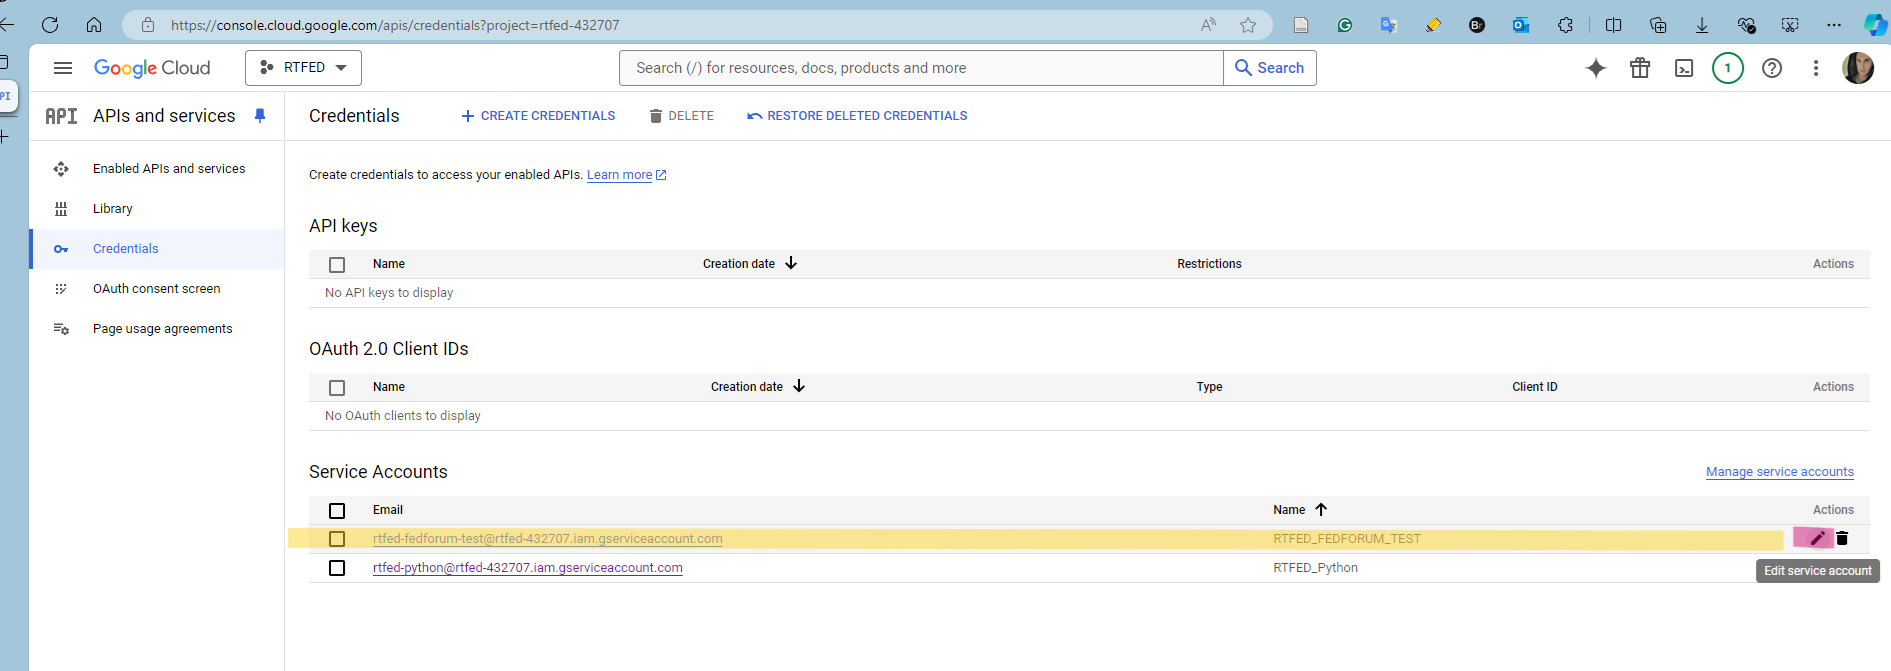 https://console.cloud.google.com/apis/credentials?project=rtfed-432707
PI
Google Cloud
RTFED
Search (/) for resources, docs, products and more
Search
1
API APIs and services
Credentials
CREATE CREDENTIALS
DELETE
RESTORE DELETED CREDENTIALS
Enabled APIs and services
Library
Credentials
OAuth consent screen
Page usage agreements
Create credentials to access your enabled APIs. Learn more
API keys
Name Creation date Restrictions Actions
No API keys to display
OAuth 2.0 Client IDs
Name Creation date Type Client ID Actions
No OAuth clients to display
Service Accounts
Manage service accounts
Email Name Actions
rtfed-fedforum-test@rtfed-432707.iam.gserviceaccount.com RTFED_FEDFORUM_TEST
rtfed-python@rtfed-432707.iam.gserviceaccount.com RTFED_Python
Edit service account